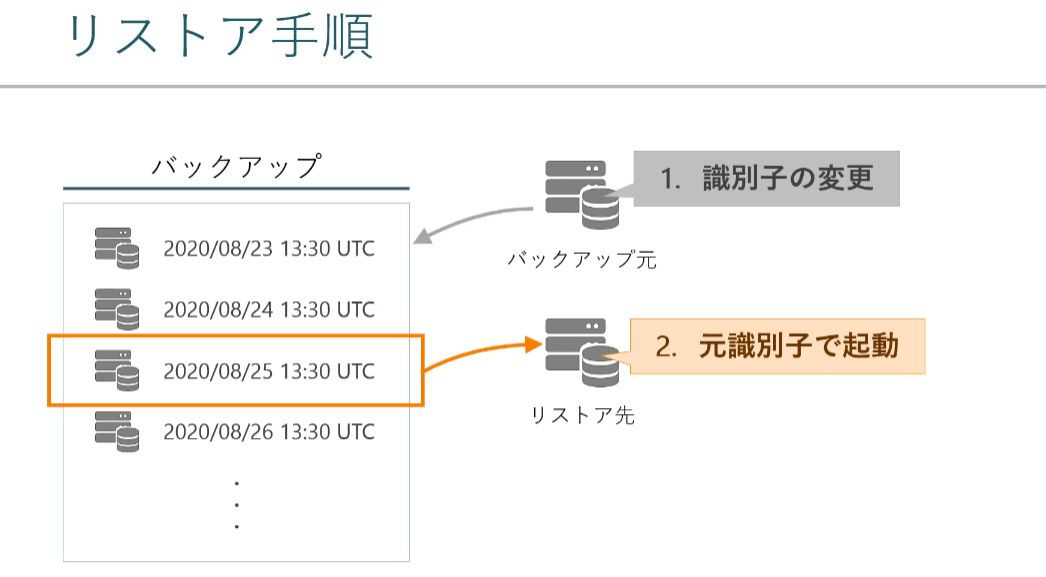 リストア手順
バックアップ
2020/08/23 13:30 UTC
2020/08/24 13:30 UTC
2020/08/25 13:30 UTC
2020/08/26 13:30 UTC
1. 識別子の変更
バックアップ元
2. 元識別子で起動
リストア先